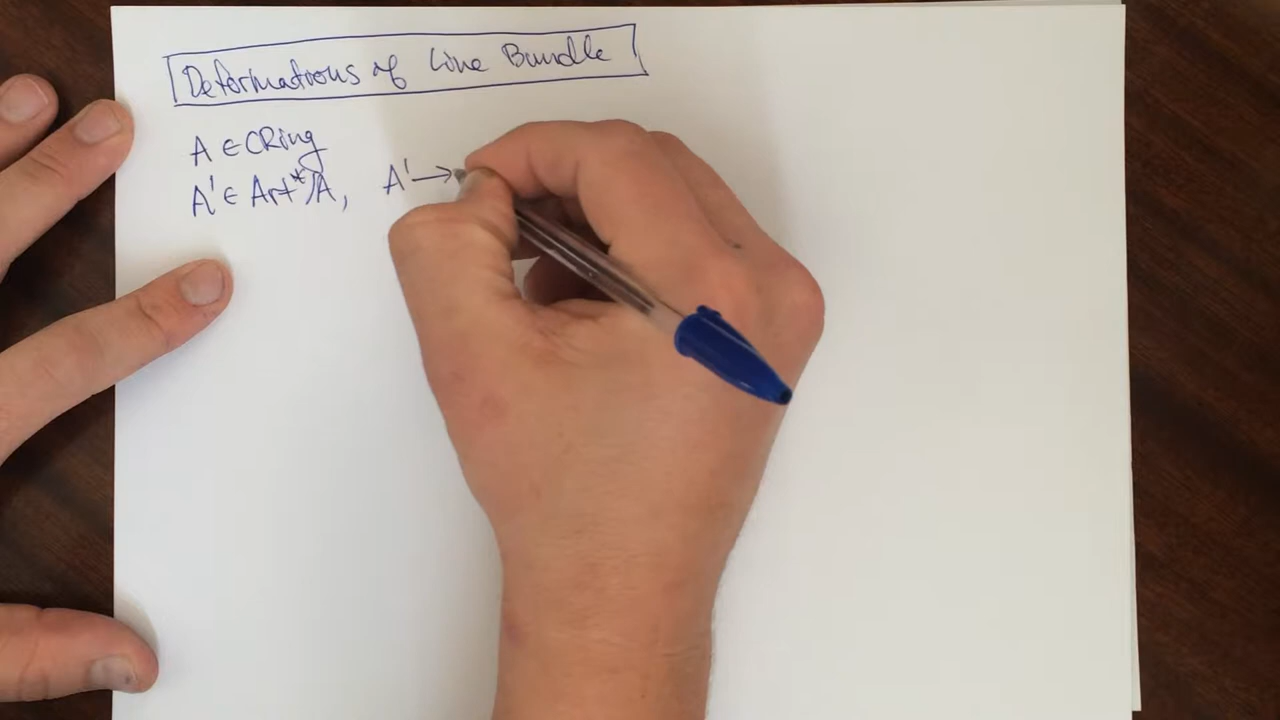 Deformations of Line Bundle
A ∈ CRing
A' ∈ Art*/A, A' →